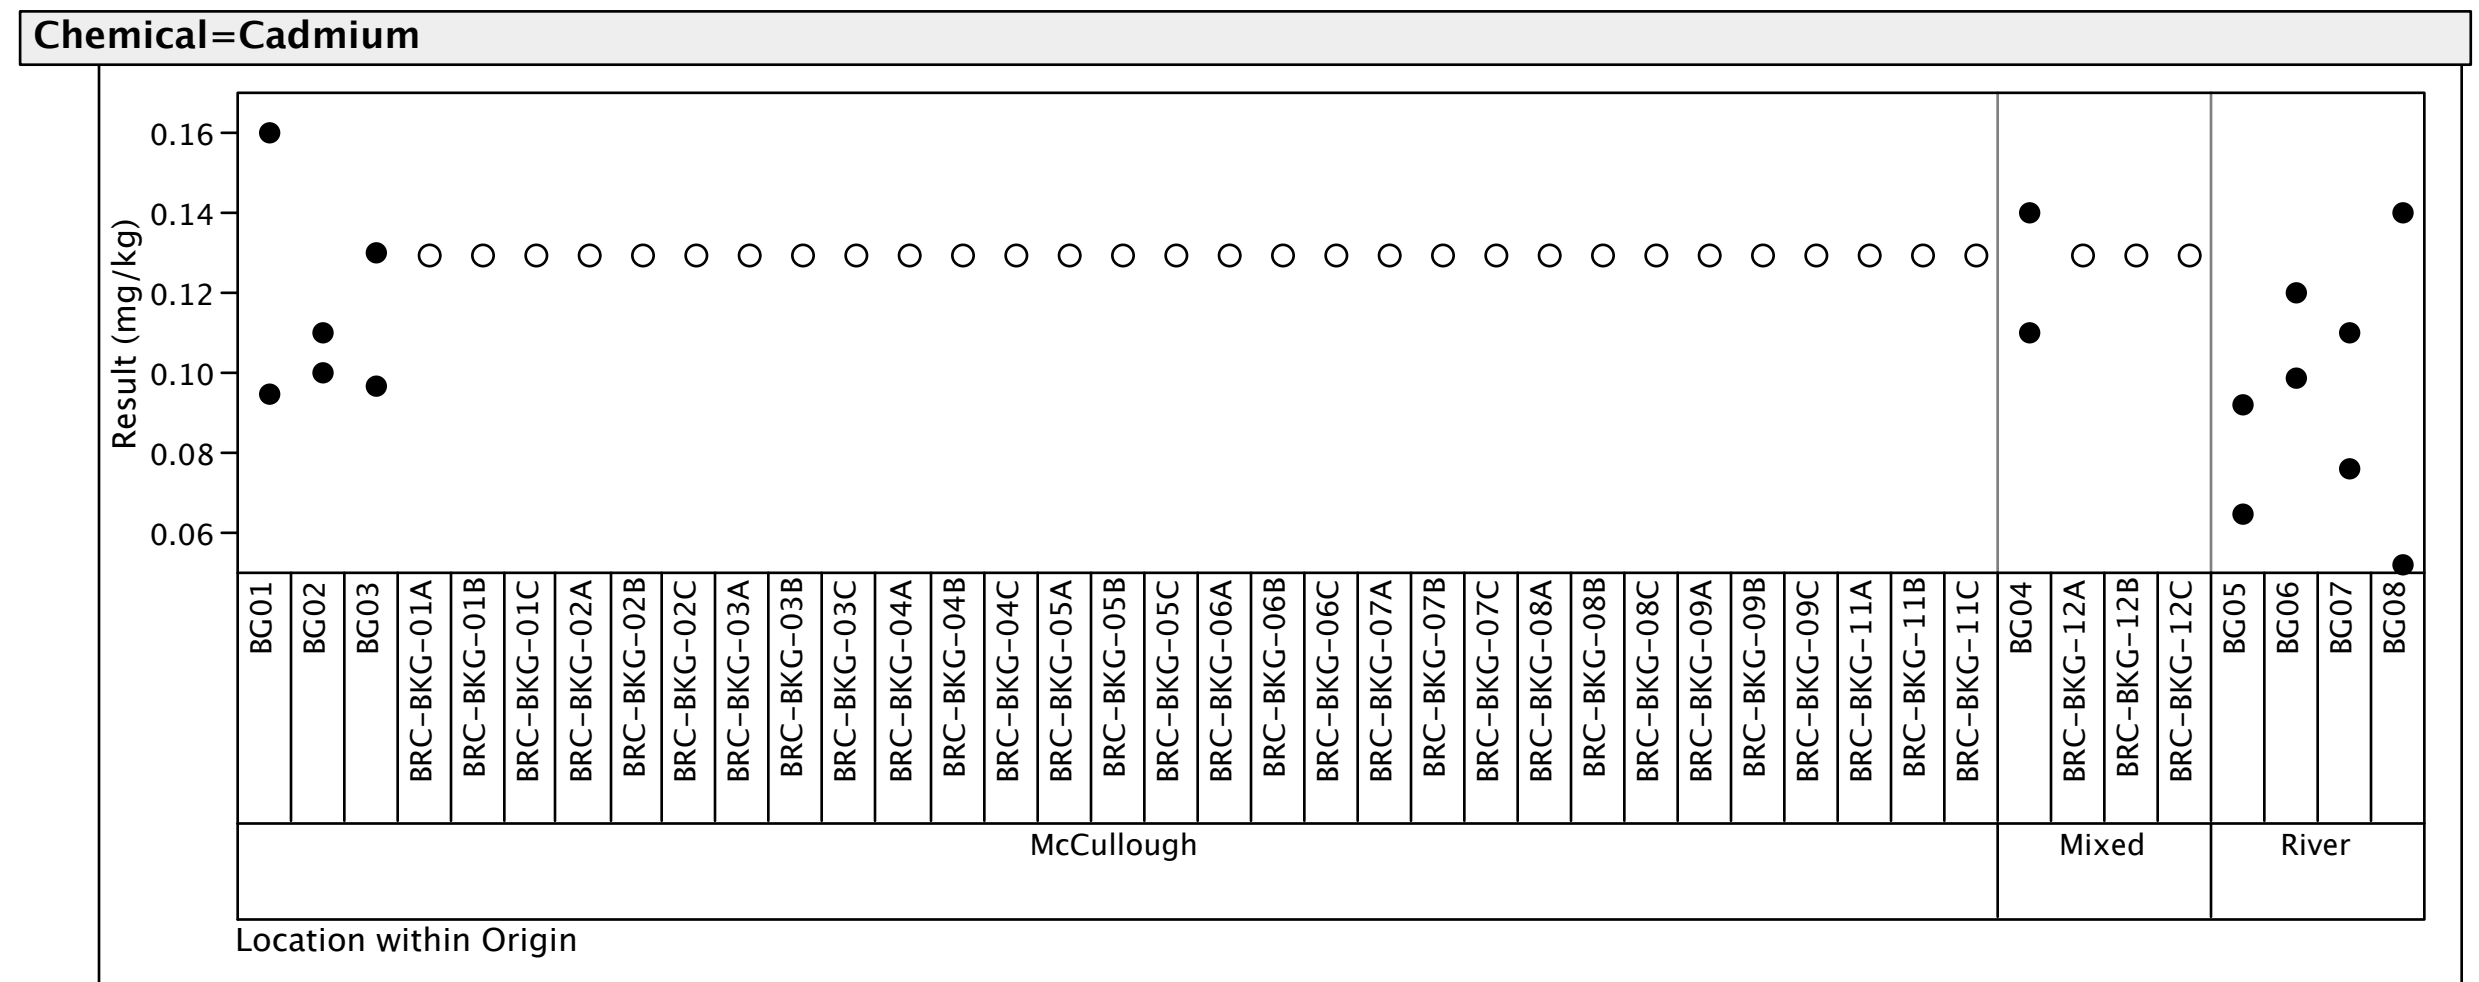 Chemical=Cadmium
Result (mg/kg)
0.16
0.14
0.12
0.10
0.08
0.06
BG01
BG02
BG03
BRC-BKG-01A
BRC-BKG-01B
BRC-BKG-01C
BRC-BKG-02A
BRC-BKG-02B
BRC-BKG-02C
BRC-BKG-03A
BRC-BKG-03B
BRC-BKG-03C
BRC-BKG-04A
BRC-BKG-04B
BRC-BKG-04C
BRC-BKG-05A
BRC-BKG-05B
BRC-BKG-05C
BRC-BKG-06A
BRC-BKG-06B
BRC-BKG-06C
BRC-BKG-07A
BRC-BKG-07B
BRC-BKG-07C
BRC-BKG-08A
BRC-BKG-08B
BRC-BKG-08C
BRC-BKG-09A
BRC-BKG-09B
BRC-BKG-09C
BRC-BKG-11A
BRC-BKG-11B
BRC-BKG-11C
BG04
BRC-BKG-12A
BRC-BKG-12B
BRC-BKG-12C
BG05
BG06
BG07
BG08
McCullough
Mixed
River
Location within Origin